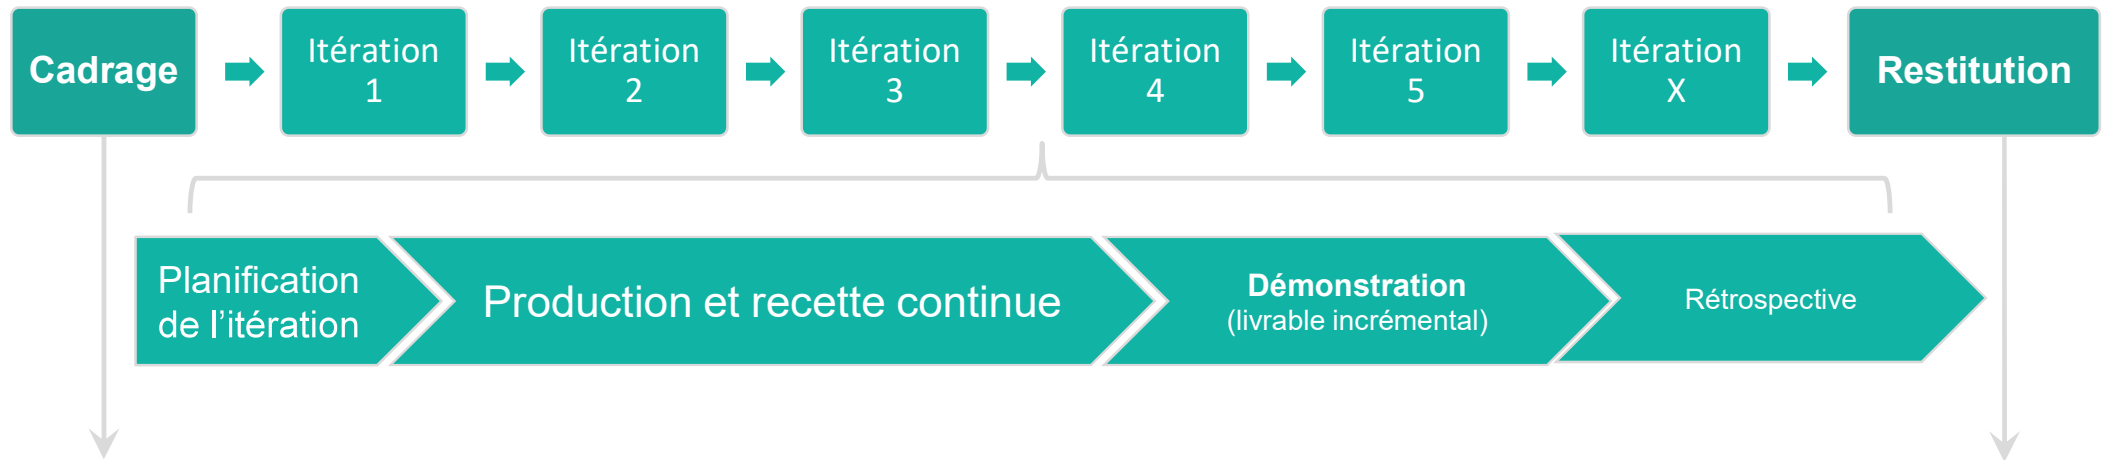 Cadrage
Itération
1
Itération
2
Itération
3
Itération
4
Itération
5
Itération
X
Restitution
Planification
de l’itération
Production et recette continue
Démonstration
(livrable incrémental)
Rétrospective